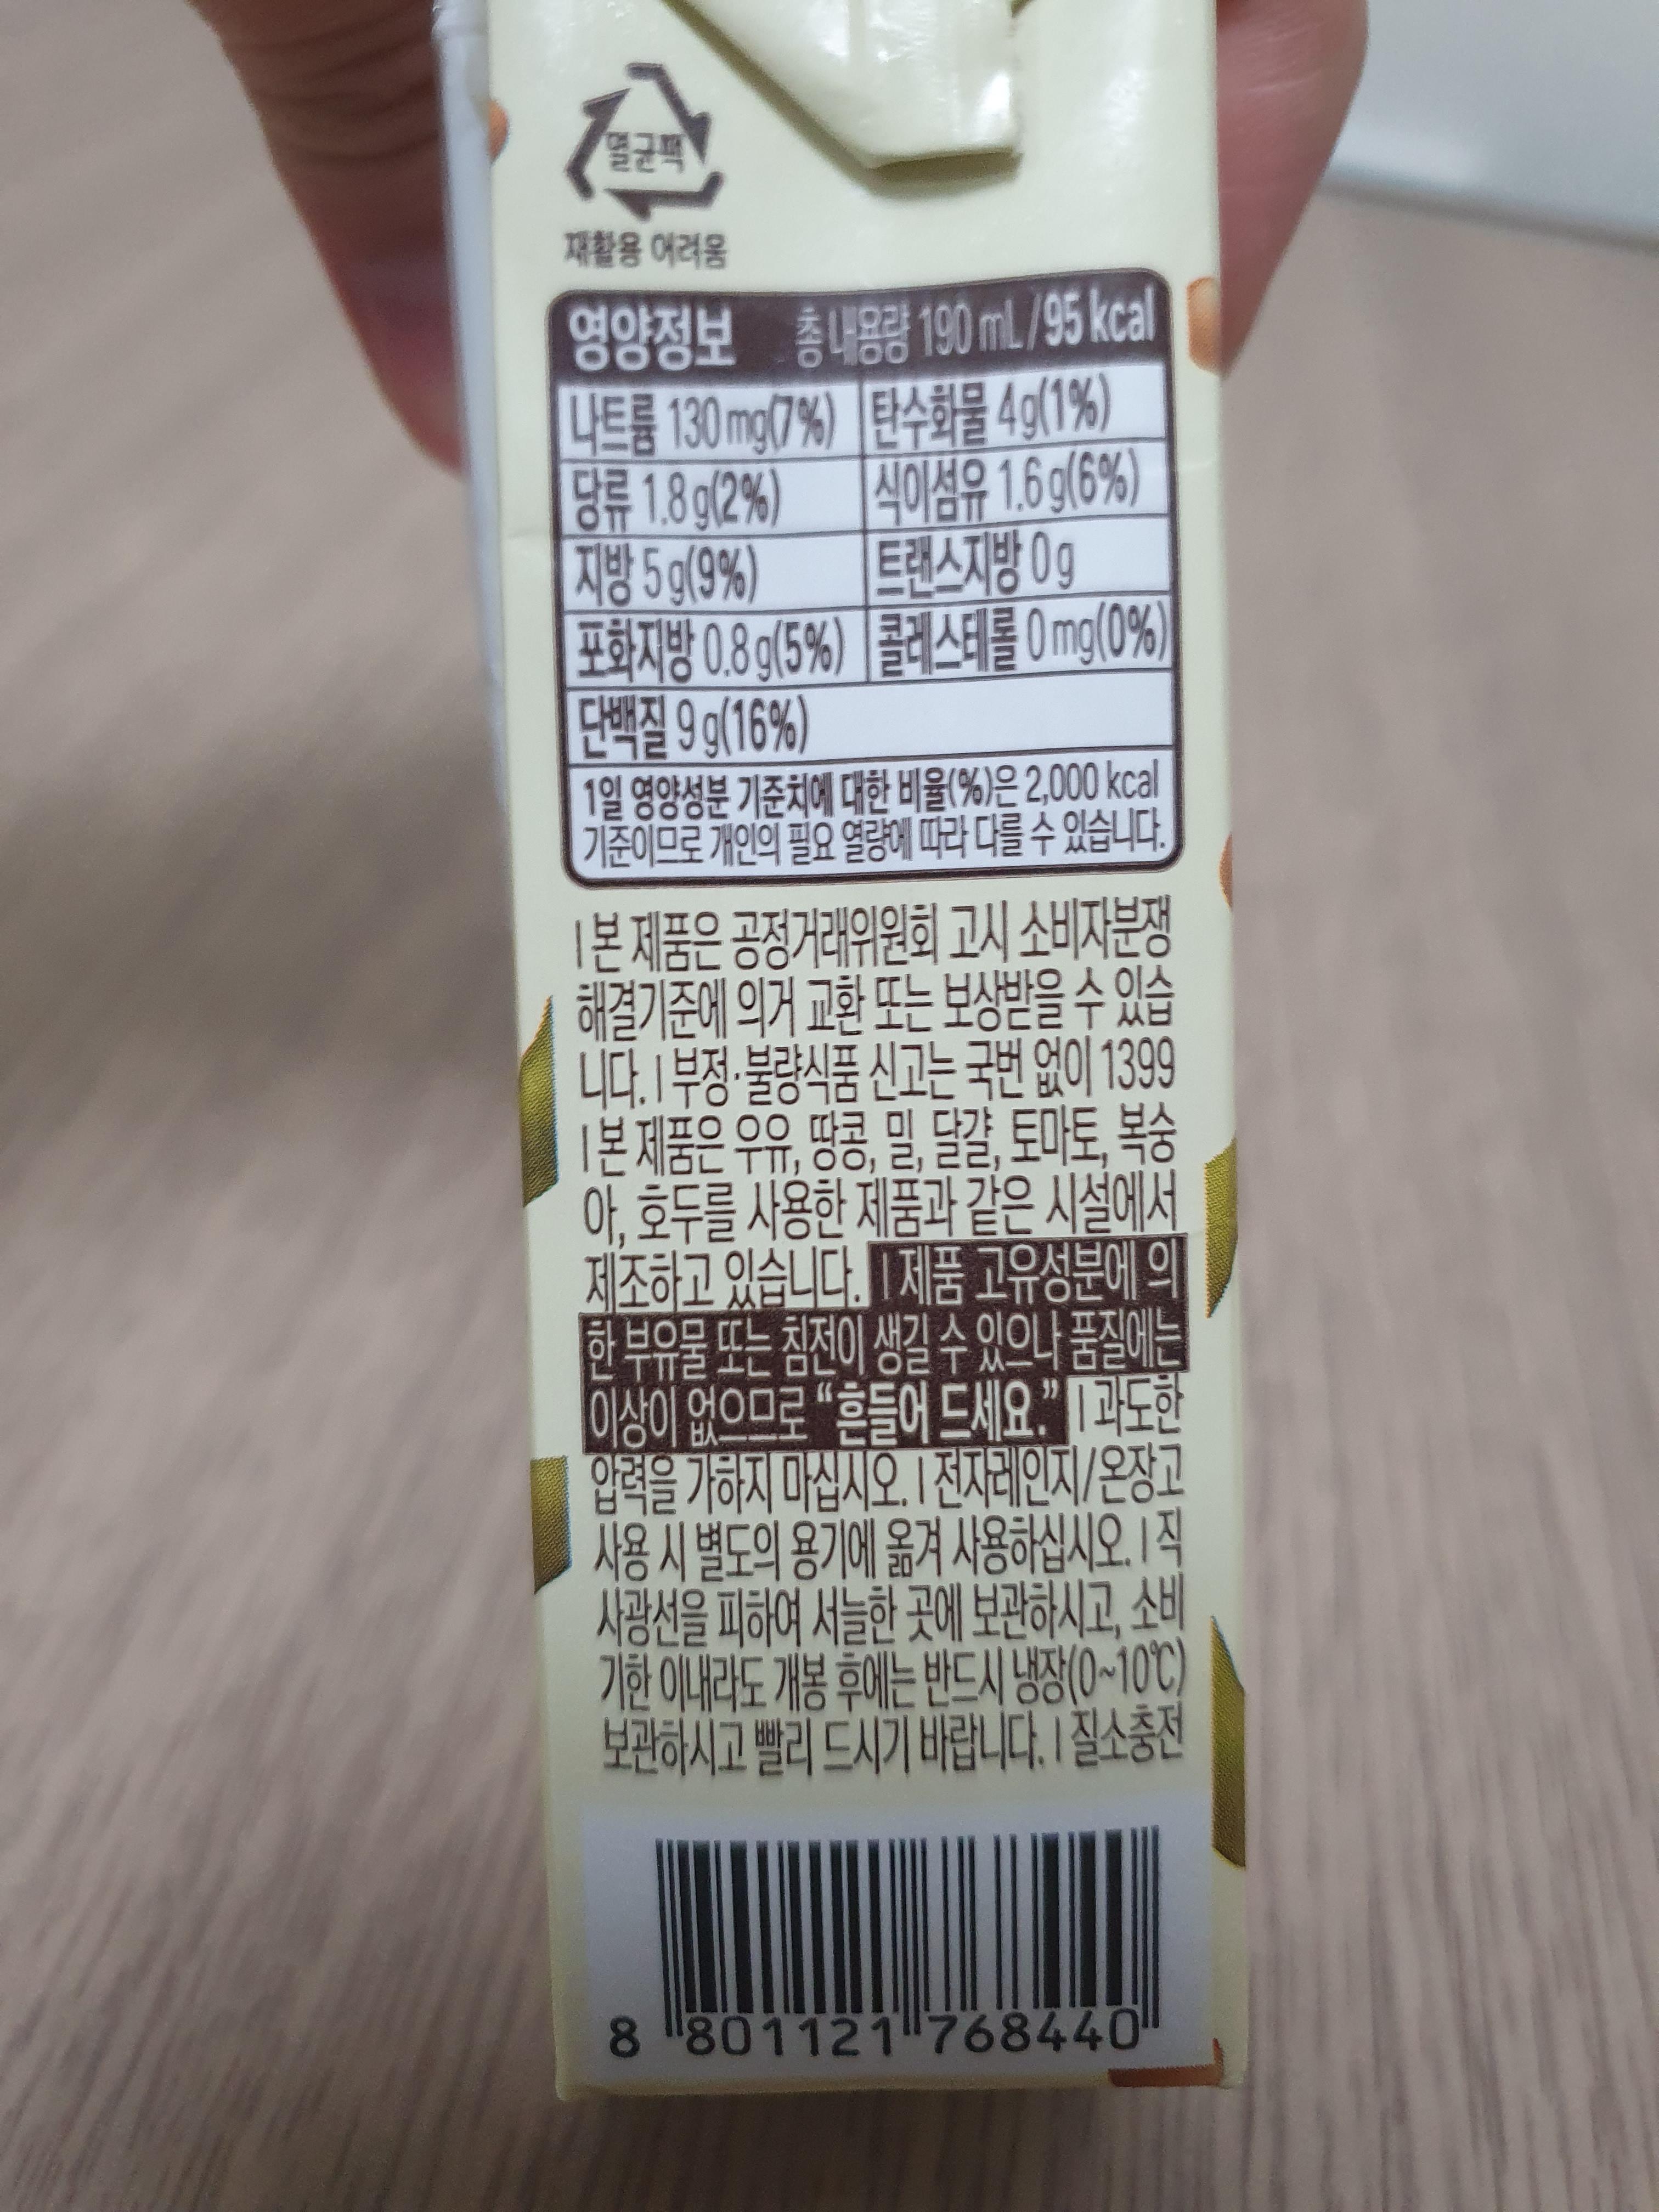 멸균팩
재활용 어려움
영양정보 총 내용량 190 mL/95 kcal
나트륨 130 mg(7%) 탄수화물 4 g(1%)
당류 1.8 g(2%) 식이섬유 1.6 g(6%)
지방 5 g(9%) 트랜스지방 0 g
포화지방 0.8 g(5%) 콜레스테롤 0 mg(0%)
단백질 9 g(16%)
1일 영양성분 기준치에 대한 비율(%)은 2,000 kcal
기준이므로 개인의 필요 열량에 따라 다를 수 있습니다.
| 본 제품은 공정거래위원회 고시 소비자분쟁
해결기준에 의거 교환 또는 보상받을 수 있습
니다. | 부정·불량식품 신고는 국번 없이 1399
| 본 제품은 우유, 땅콩, 밀, 달걀, 토마토, 복숭
아, 호두를 사용한 제품과 같은 시설에서
제조하고 있습니다. | 제품 고유성분에 의
한 부유물 또는 침전이 생길 수 있으나 품질에는
이상이 없으므로 “흔들어 드세요.” | 과도한
압력을 가하지 마십시오. | 전자레인지/온장고
사용 시 별도의 용기에 옮겨 사용하십시오. | 직
사광선을 피하여 서늘한 곳에 보관하시고, 소비
기한 이내라도 개봉 후에는 반드시 냉장(0~10℃)
보관하시고 빨리 드시기 바랍니다. | 질소충전
8 801121 768440